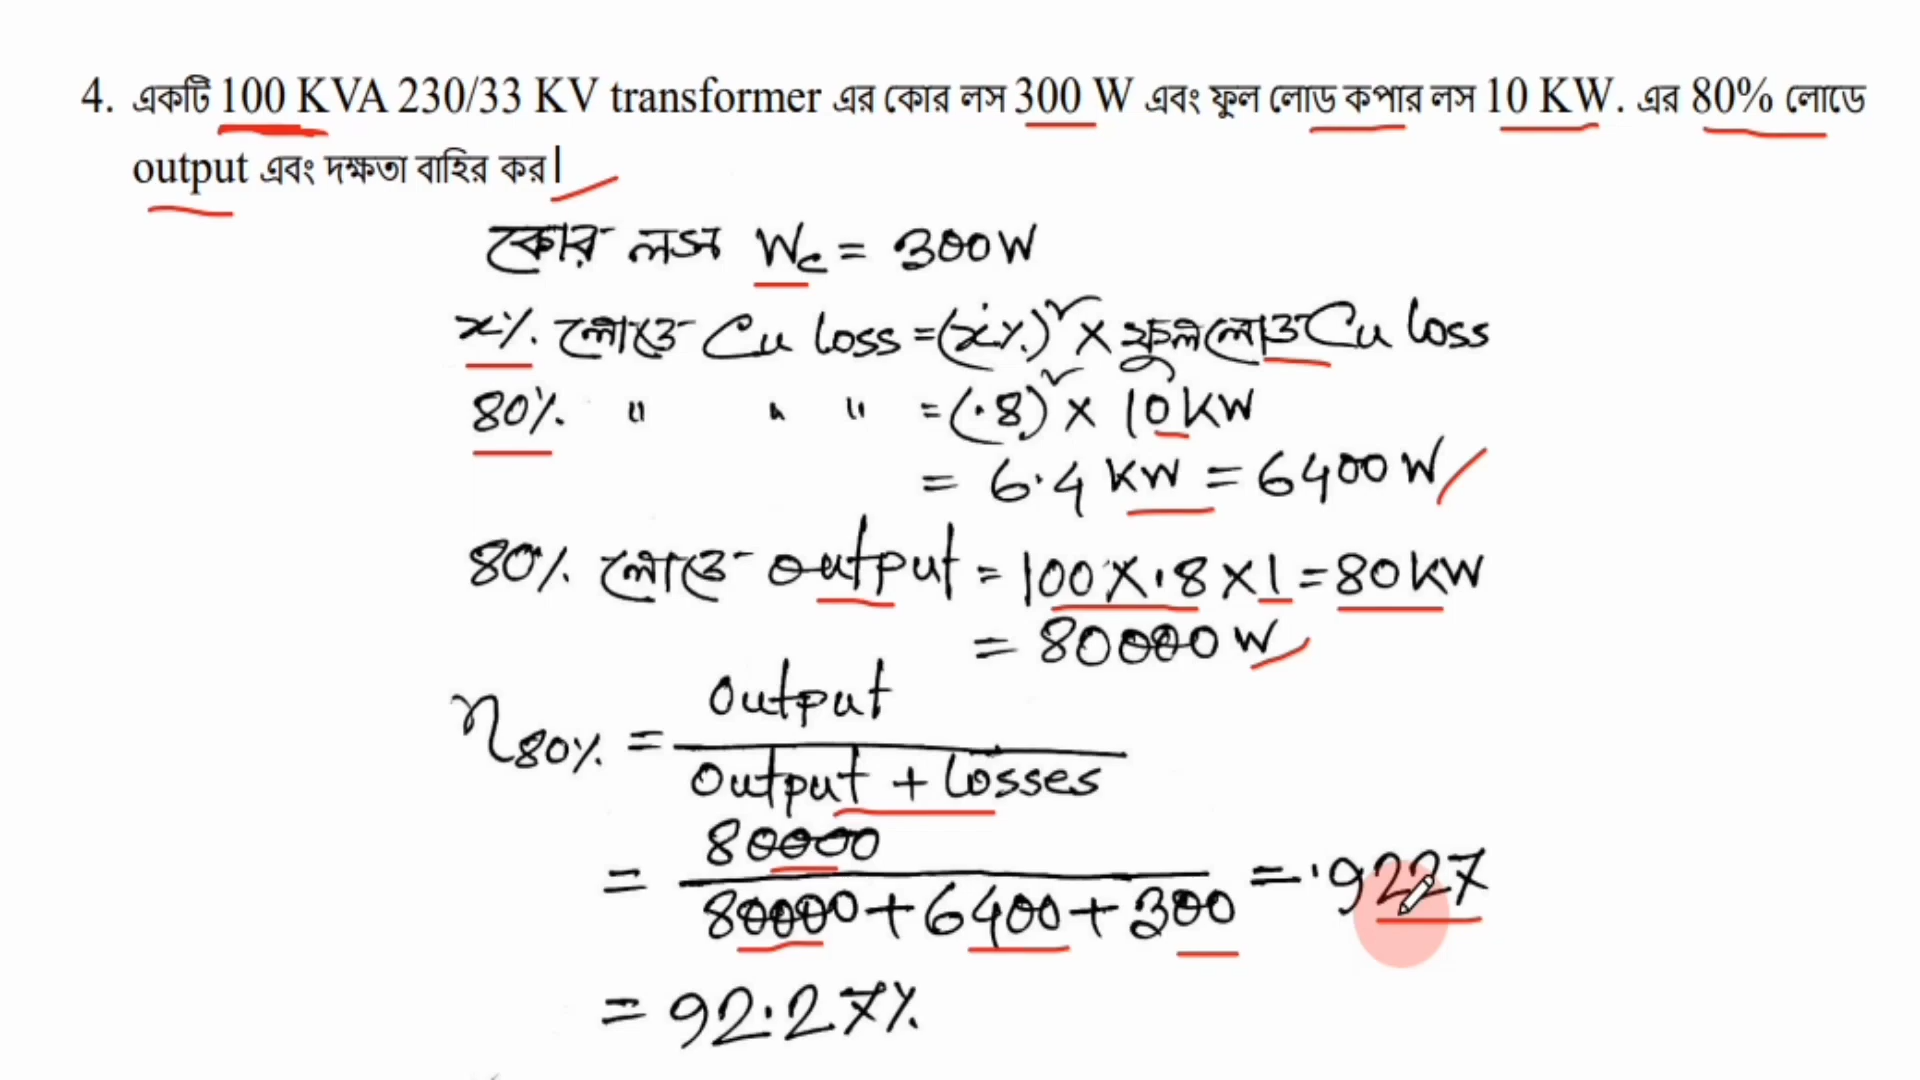 4. একটি 100 KVA 230/33 KV transformer এর কোর লস 300 W এবং ফুল লোড কপার লস 10 KW. এর 80% লোডে
output এবং দক্ষতা বাহির কর|
কোর লস Wc = 300W
x% লোডে Cu loss = (x%)² × ফুললোড Cu loss
80% " " " = (.8)² × 10 KW
= 6.4 KW = 6400 W
80% লোডে output = 100 × .8 × 1 = 80 KW
= 80000 W
η80% = output / output + losses
= 80000 / 80000 + 6400 + 300 = .9227
= 92.27%